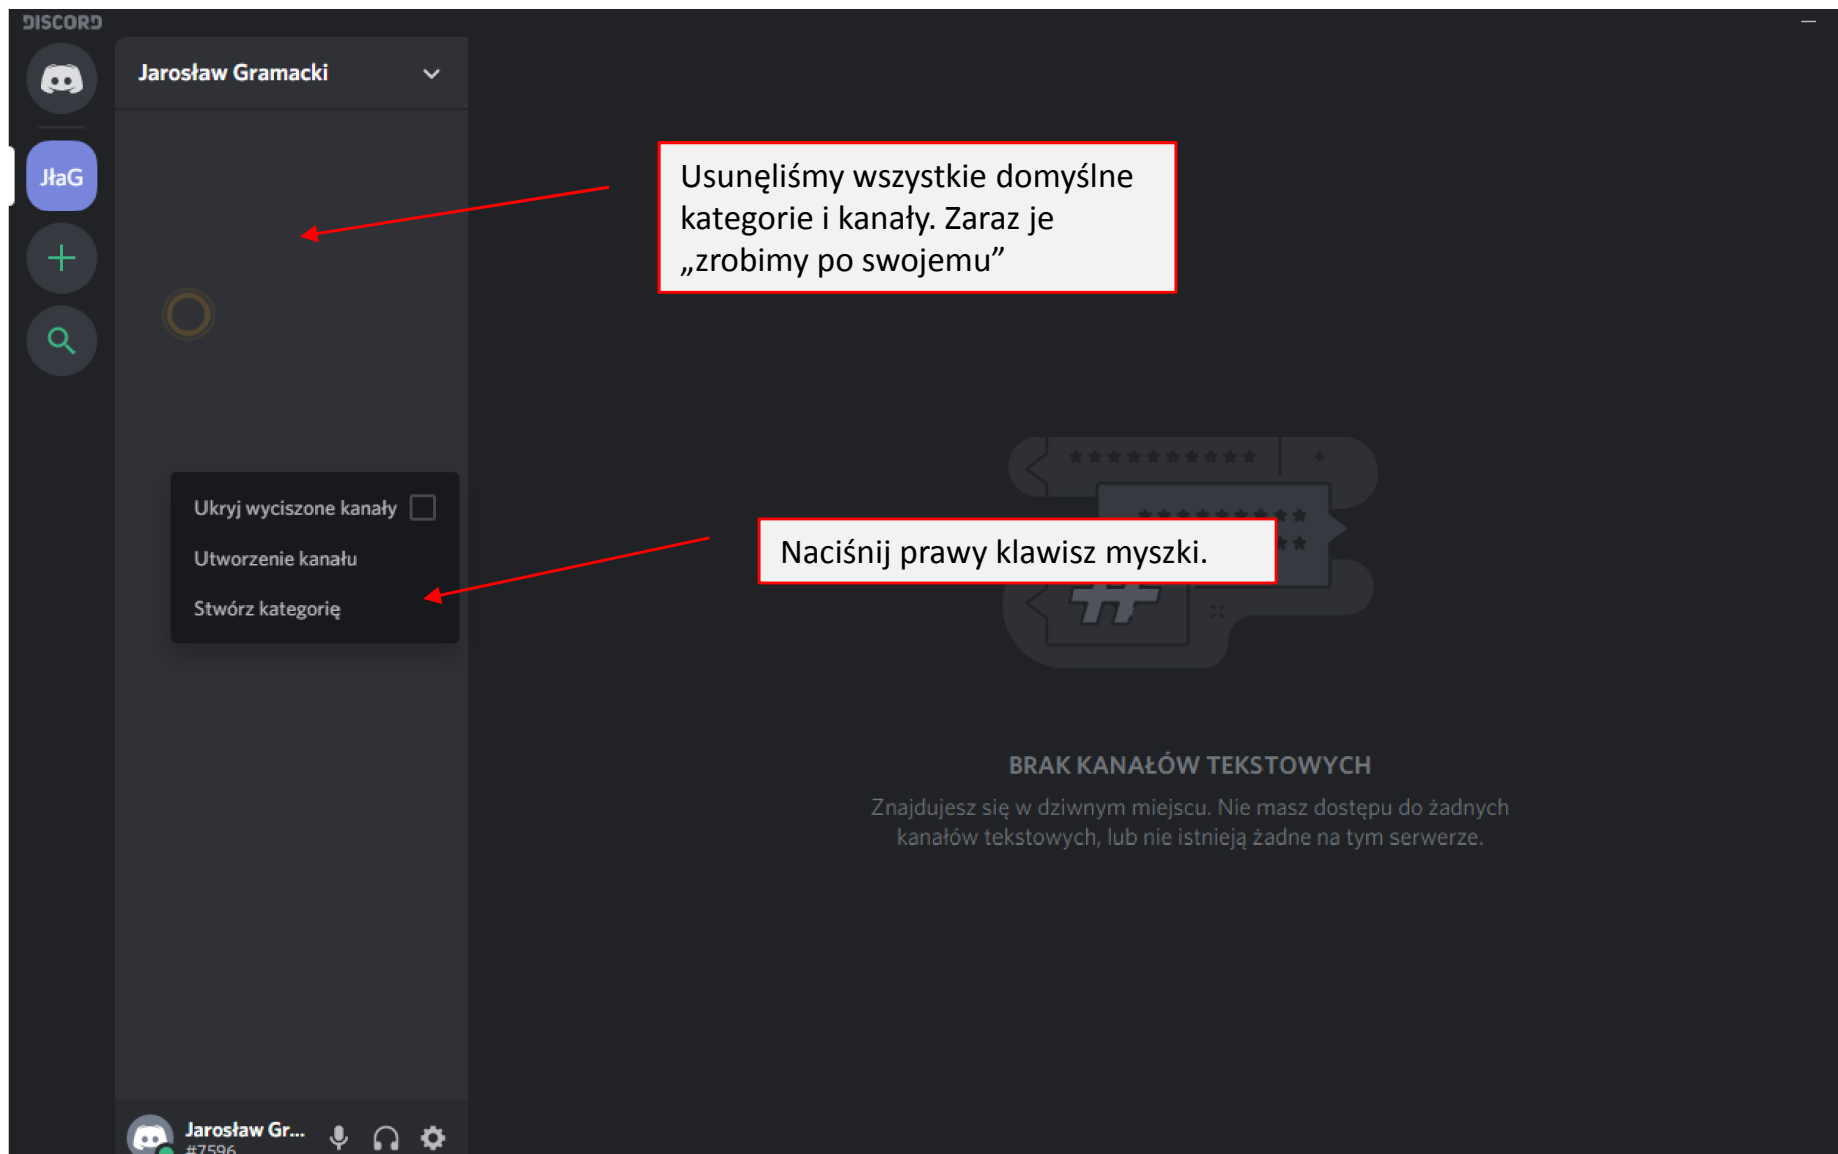 DISCORD
Jarosław Gramacki
JłaG
Usunęliśmy wszystkie domyślne
kategorie i kanały. Zaraz je
„zrobimy po swojemu”
Ukryj wyciszone kanały
Utworzenie kanału
Stwórz kategorię
Naciśnij prawy klawisz myszki.
BRAK KANAŁÓW TEKSTOWYCH
Znajdujesz się w dziwnym miejscu. Nie masz dostępu do żadnych
kanałów tekstowych, lub nie istnieją żadne na tym serwerze.
Jarosław Gr...
#7596